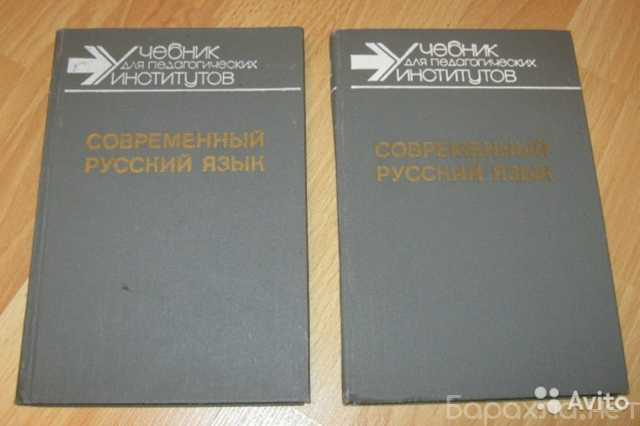 Учебник
для педагогических
институтов
СОВРЕМЕННЫЙ
РУССКИЙ ЯЗЫК
Учебник
для педагогических
институтов
СОВРЕМЕННЫЙ
РУССКИЙ ЯЗЫК
Avito
Барахла.нет